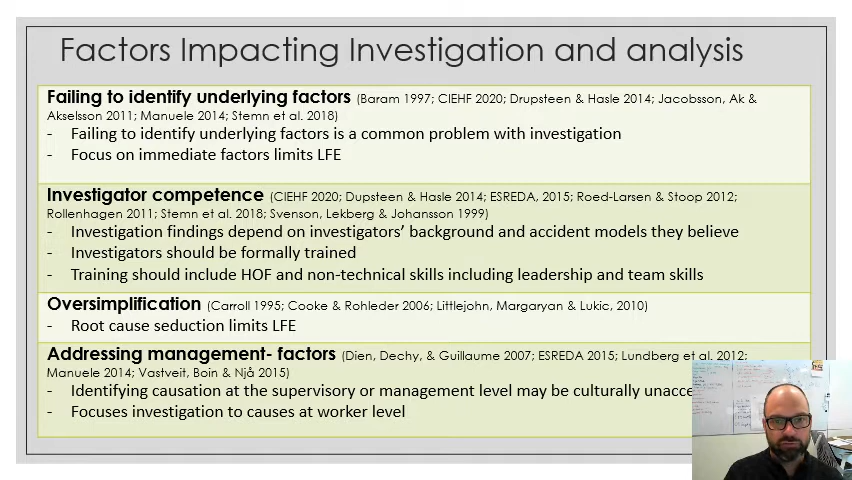 Factors Impacting Investigation and analysis
Failing to identify underlying factors (Baram 1997; CIEHF 2020; Drupsteen & Hasle 2014; Jacobsson, Ak &
Akselsson 2011; Manuele 2014; Stemn et al. 2018)
- Failing to identify underlying factors is a common problem with investigation
- Focus on immediate factors limits LFE
Investigator competence (CIEHF 2020; Dupsteen & Hasle 2014; ESREDA, 2015; Roed-Larsen & Stoop 2012;
Rollenhagen 2011; Stemn et al. 2018; Svenson, Lekberg & Johansson 1999)
- Investigation findings depend on investigators' background and accident models they believe
- Investigators should be formally trained
- Training should include HOF and non-technical skills including leadership and team skills
Oversimplification (Carroll 1995; Cooke & Rohleder 2006; Littlejohn, Margaryan & Lukic, 2010)
- Root cause seduction limits LFE
Addressing management- factors (Dien, Dechy, & Guillaume 2007; ESREDA 2015; Lundberg et al. 2012;
Manuele 2014; Vastveit, Boin & Njå 2015)
- Identifying causation at the supervisory or management level may be culturally unacce
- Focuses investigation to causes at worker level